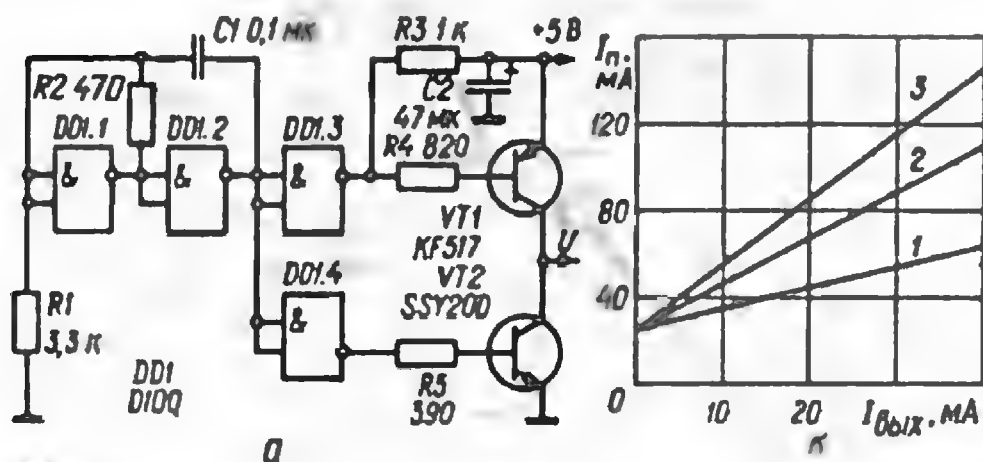 C1 0,1 мк
R2 470
DD1.1
&
DD1.2
&
DD1.3
&
DD1.4
&
R1
3,3 к
DD1
D100
R3 1 к
+5 В
C2
47 мк
R4 820
VT1
KF517
VT2
SSY200
U
R5
390
а
Iп,
мА
120
80
40
0
10
20
Iвых, мА
3
2
1